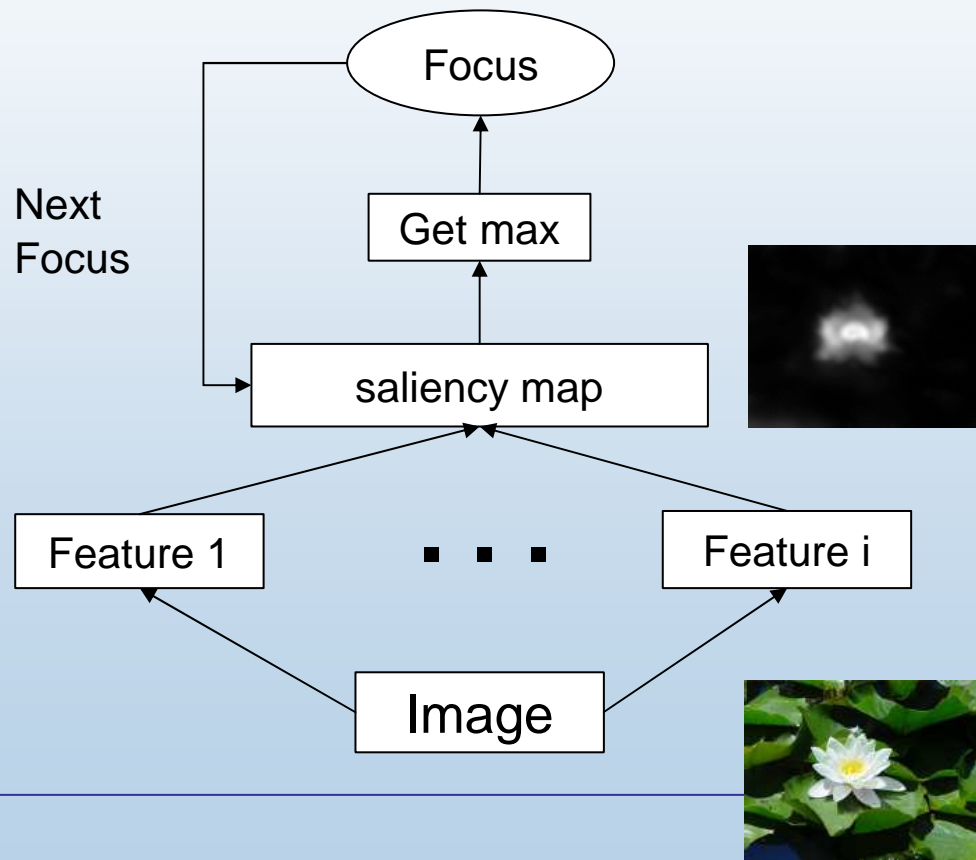 Focus
Next
Focus
Get max
saliency map
Feature 1
. . .
Feature i
Image